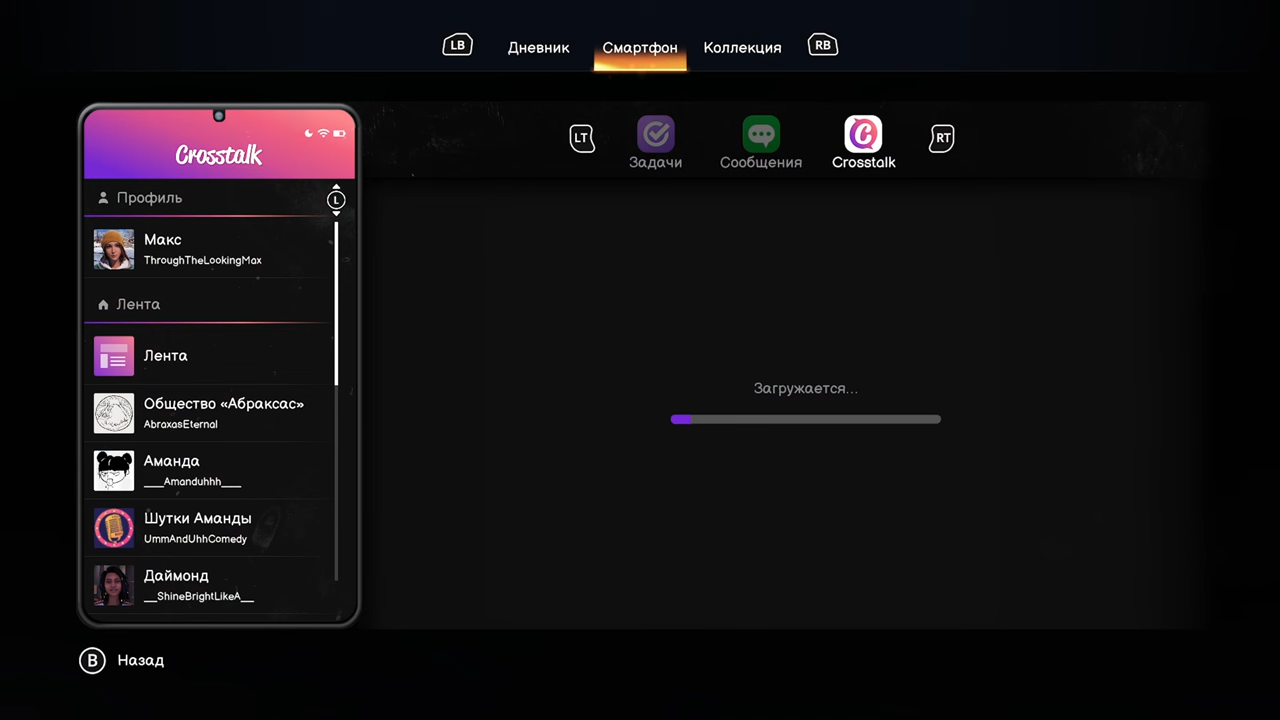 LB
Дневник
Смартфон
Коллекция
RB
Crosstalk
LT
Задачи
Сообщения
Crosstalk
RT
Профиль
L
Макс
ThroughTheLookingMax
Лента
Лента
Общество «Абраксас»
AbraxasEternal
Аманда
___Amanduhhh___
Шутки Аманды
UmmAndUhhComedy
Даймонд
__ShineBrightLikeA__
Загружается...
B Назад